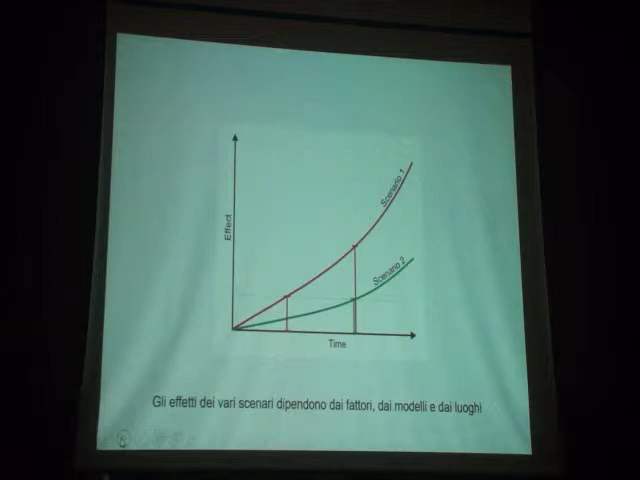 Scenario 1
Effect
Scenario 2
Time
Gli effetti dei vari scenari dipendono dai fattori, dai modelli e dai luoghi